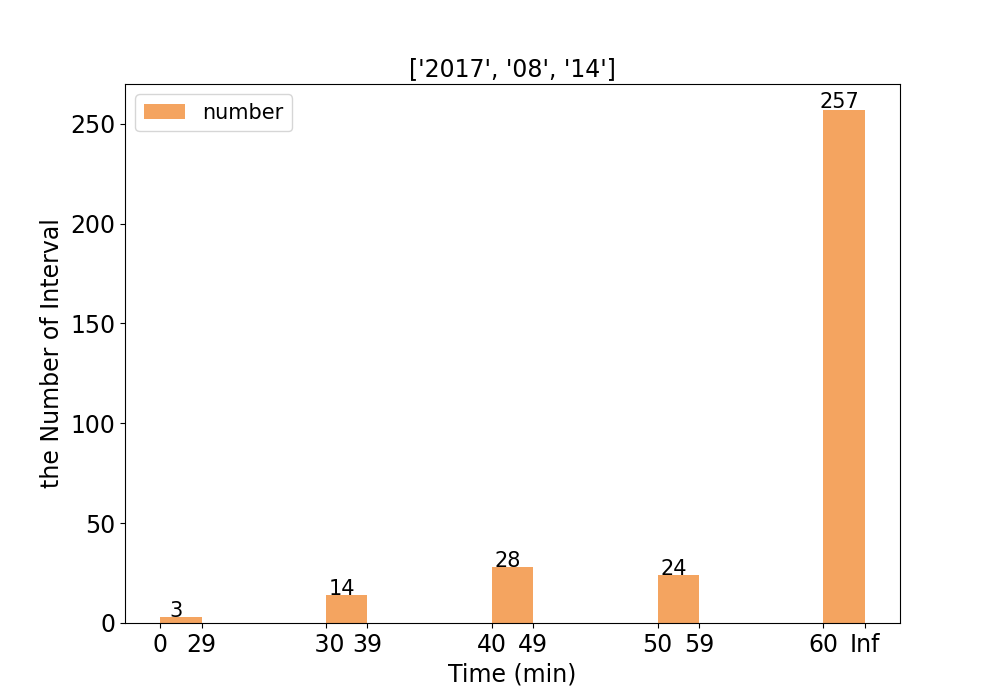 ['2017', '08', '14']
number
the Number of Interval
250
200
150
100
50
0
257
28
24
14
3
0 29 30 39 40 49 50 59 60 Inf
Time (min)